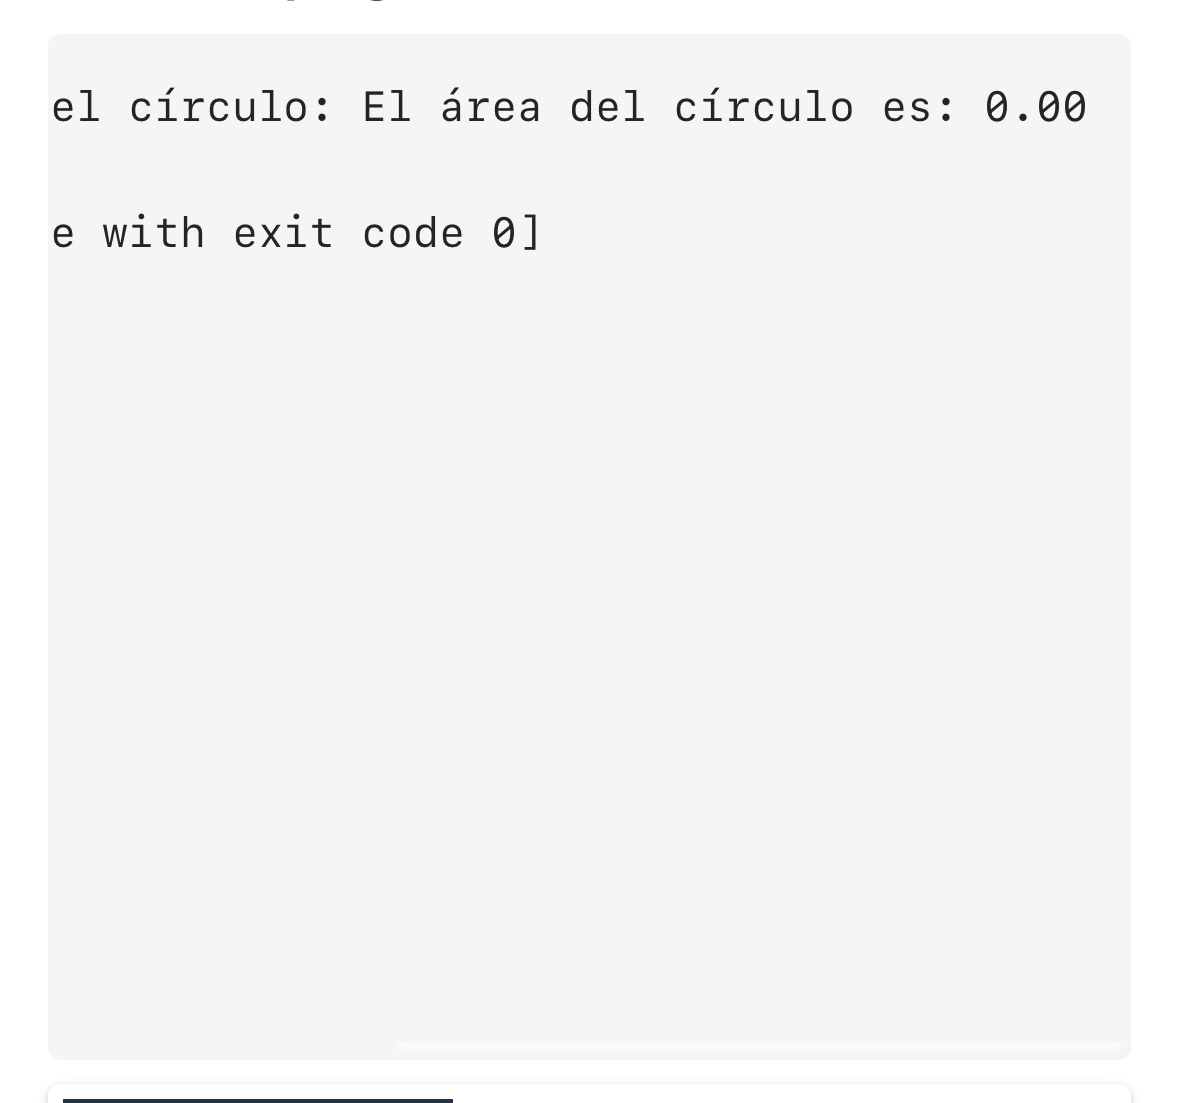 el círculo: El área del círculo es: 0.00
e with exit code 0]